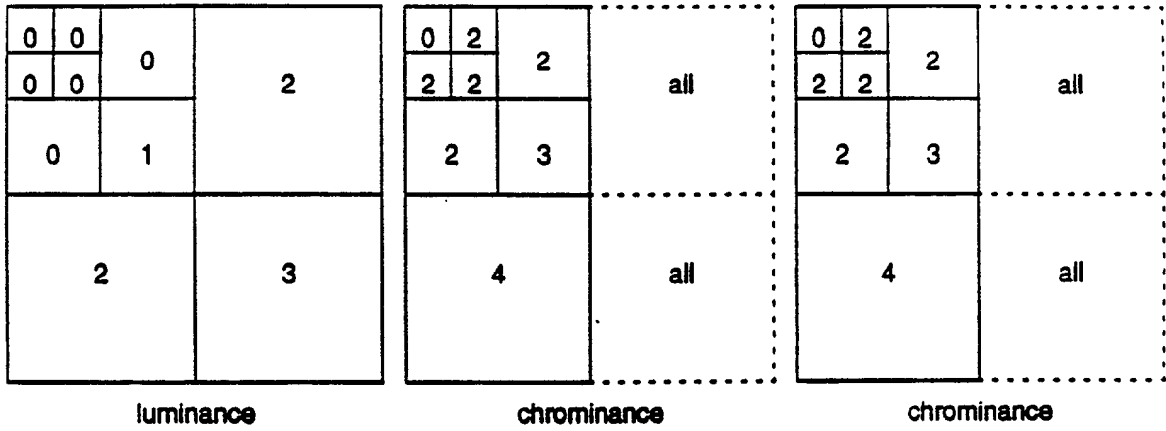 0 0 0 2 0 2 2 all 0 2 2 all
0 0 2 2 2 2
0 1 2 3 2 3
2 3 4 all 4 all
luminance chrominance chrominance